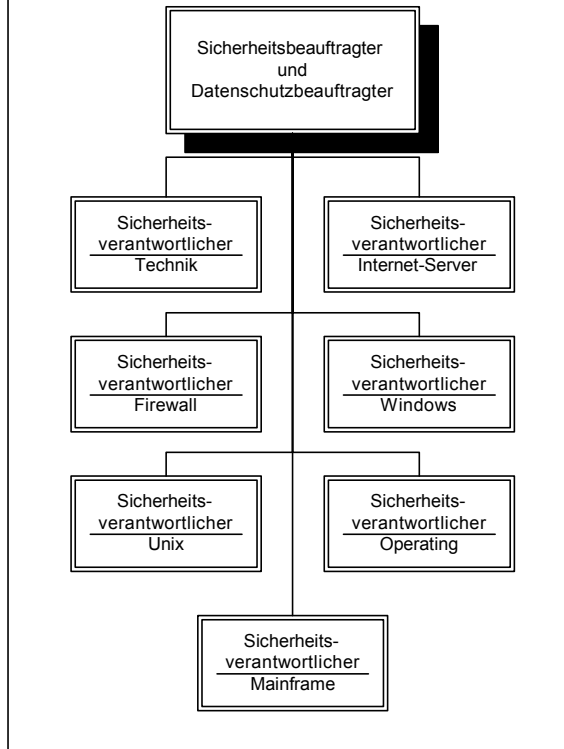 Sicherheitsbeauftragter
und
Datenschutzbeauftragter
Sicherheits-
verantwortlicher
Technik
Sicherheits-
verantwortlicher
Internet-Server
Sicherheits-
verantwortlicher
Firewall
Sicherheits-
verantwortlicher
Windows
Sicherheits-
verantwortlicher
Unix
Sicherheits-
verantwortlicher
Operating
Sicherheits-
verantwortlicher
Mainframe